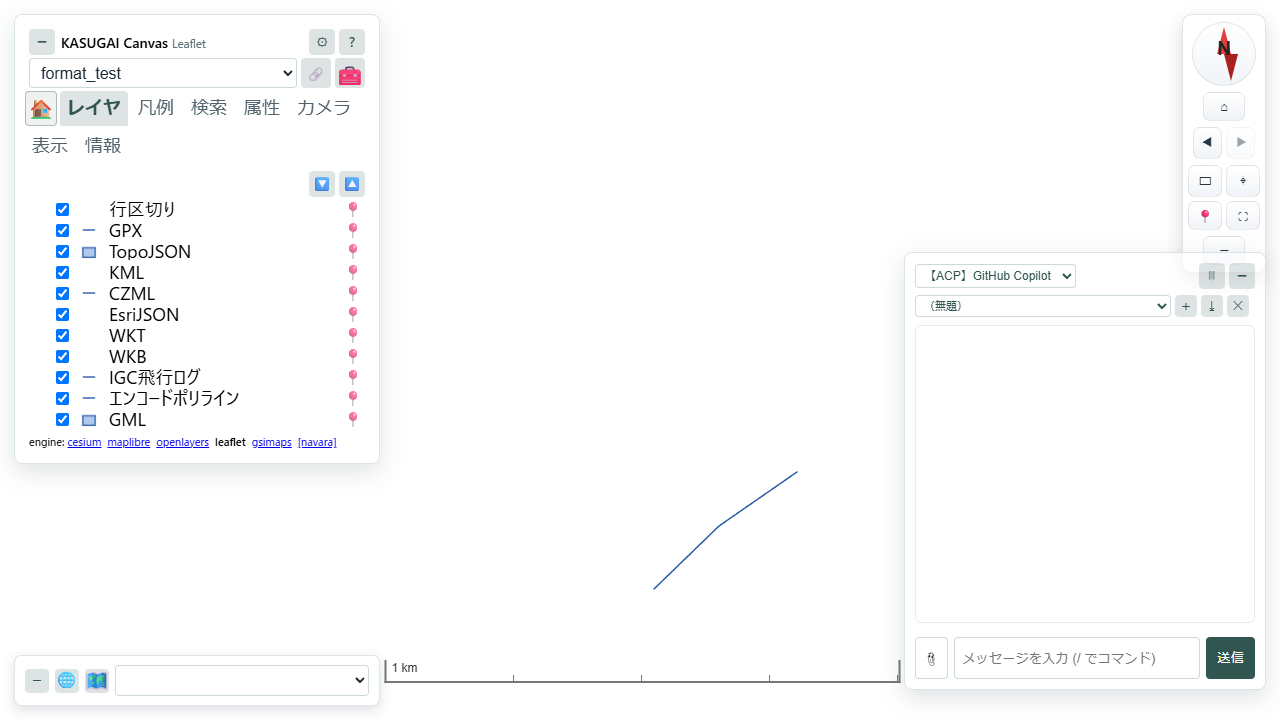 − KASUGAI Canvas Leaflet ⚙ ?
format_test
レイヤ 凡例 検索 属性 カメラ
表示 情報
行区切り
GPX
TopoJSON
KML
CZML
EsriJSON
WKT
WKB
IGC飛行ログ
エンコードポリライン
GML
engine: cesium maplibre openlayers leaflet gsimaps [navara]
1 km
N
【ACP】GitHub Copilot
（無題）
メッセージを入力 (/ でコマンド)
送信